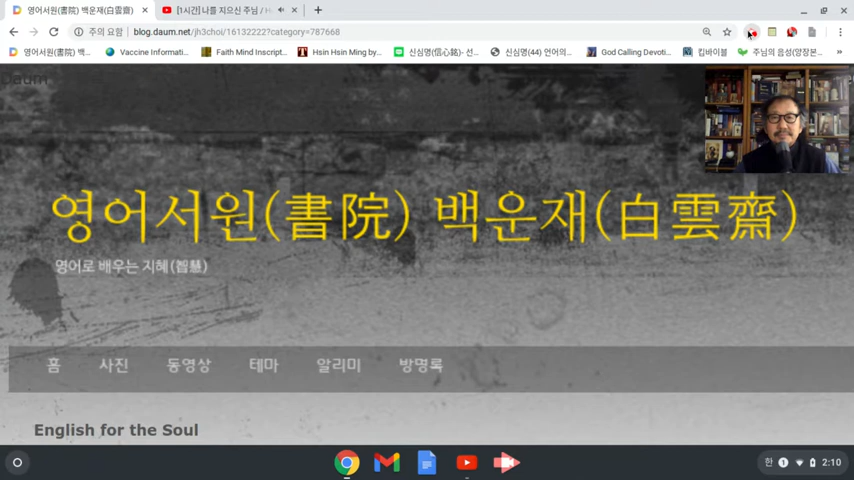 영어서원(書院) 백운재(白雲齋)
[1시간] 나를 지으신 주님 / H
주의 요함
blog.daum.net/jh3choi/16132222?category=787668
영어서원(書院) 백...
Vaccine Informati...
Faith Mind Inscript...
Hsin Hsin Ming by...
신심명(信心銘)- 선...
신심명(44) 언어의...
God Calling Devoti...
킹바이블
주님의 음성(앙장문...
Daum
영어서원(書院) 백운재(白雲齋)
영어로 배우는 지혜(智慧)
홈 사진 동영상 테마 알리미 방명록
English for the Soul
한 1 2:10